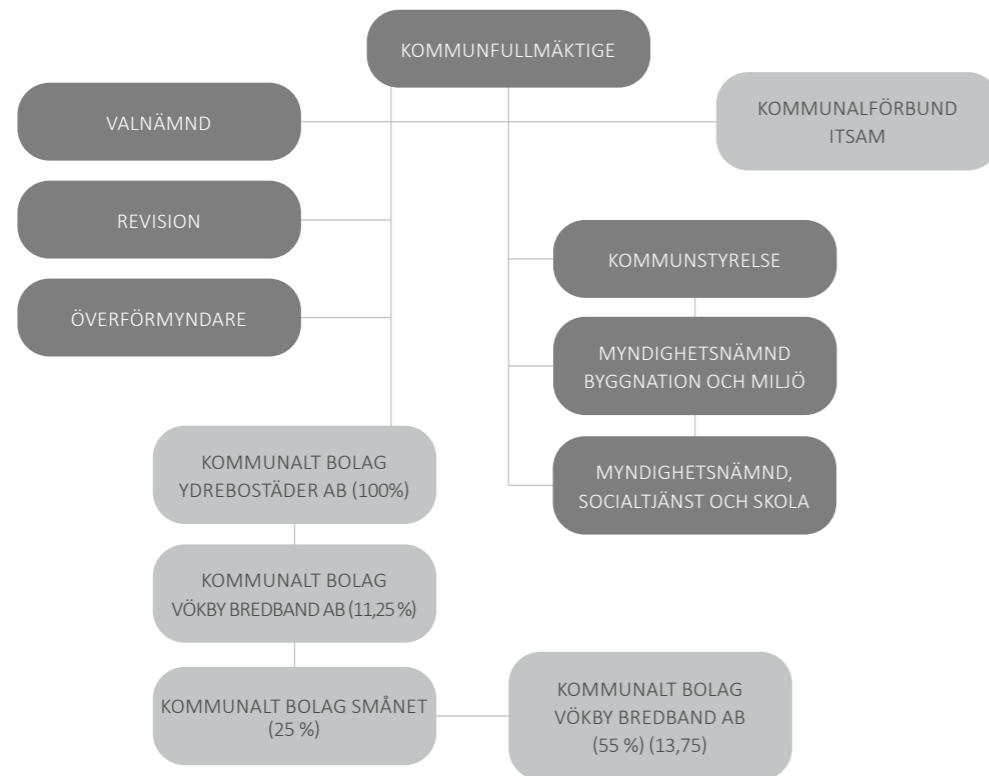 KOMMUNFULLMÄKTIGE
VALNÄMND
KOMMUNALFÖRBUND
ITSAM
REVISION
KOMMUNSTYRELSE
ÖVERFÖRMYNDARE
MYNDIGHETSNÄMND
BYGGNATION OCH MILJÖ
KOMMUNALT BOLAG
YDREBOSTÄDER AB (100%)
MYNDIGHETSNÄMND,
SOCIALTJÄNST OCH SKOLA
KOMMUNALT BOLAG
VÖKBY BREDBAND AB (11,25 %)
KOMMUNALT BOLAG SMÅNET
(25 %)
KOMMUNALT BOLAG
VÖKBY BREDBAND AB
(55 %) (13,75)